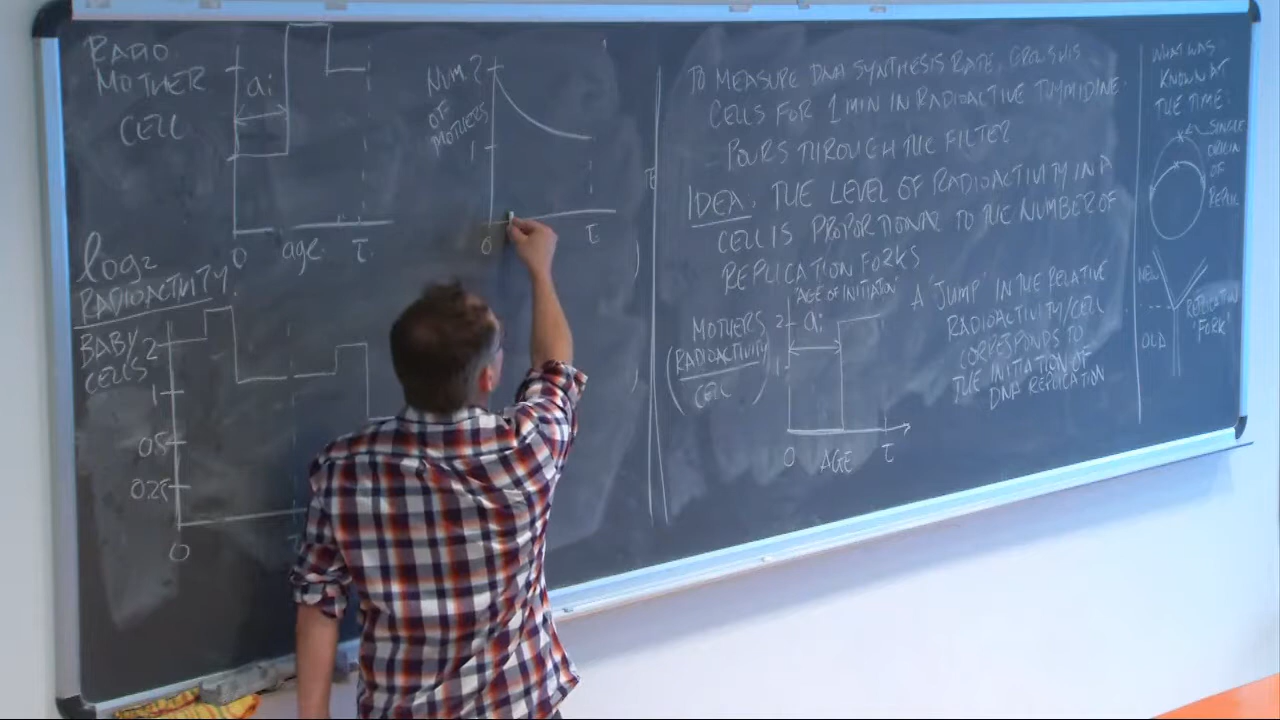 RADIO
MOTHER
CELL
ai
0 age τ
NUM.?
OF
MOTHERS
1
0 τ
log₂
RADIOACTIVITY
BABY
CELLS
2
1
0.5
0.25
0
TO MEASURE DNA SYNTHESIS RATE, GROW HIS
CELLS FOR 1 MIN IN RADIOACTIVE THYMIDINE.
POURS THROUGH THE FILTER
IDEA. THE LEVEL OF RADIOACTIVITY IN A
CELL IS PROPORTIONAL TO THE NUMBER OF
REPLICATION FORKS
"AGE OF INITIATION"
MOTHERS
(RADIOACTIVITY
CELL)
2
1
ai
0 AGE τ
A "JUMP" IN THE RELATIVE
RADIOACTIVITY/CELL
CORRESPONDS TO
THE INITIATION OF
DNA REPLICATION
WHAT WAS
KNOWN AT
THE TIME:
SINGLE
ORIGIN
OF
REPLIC
NEW
OLD
REPLICATION
"FORK"